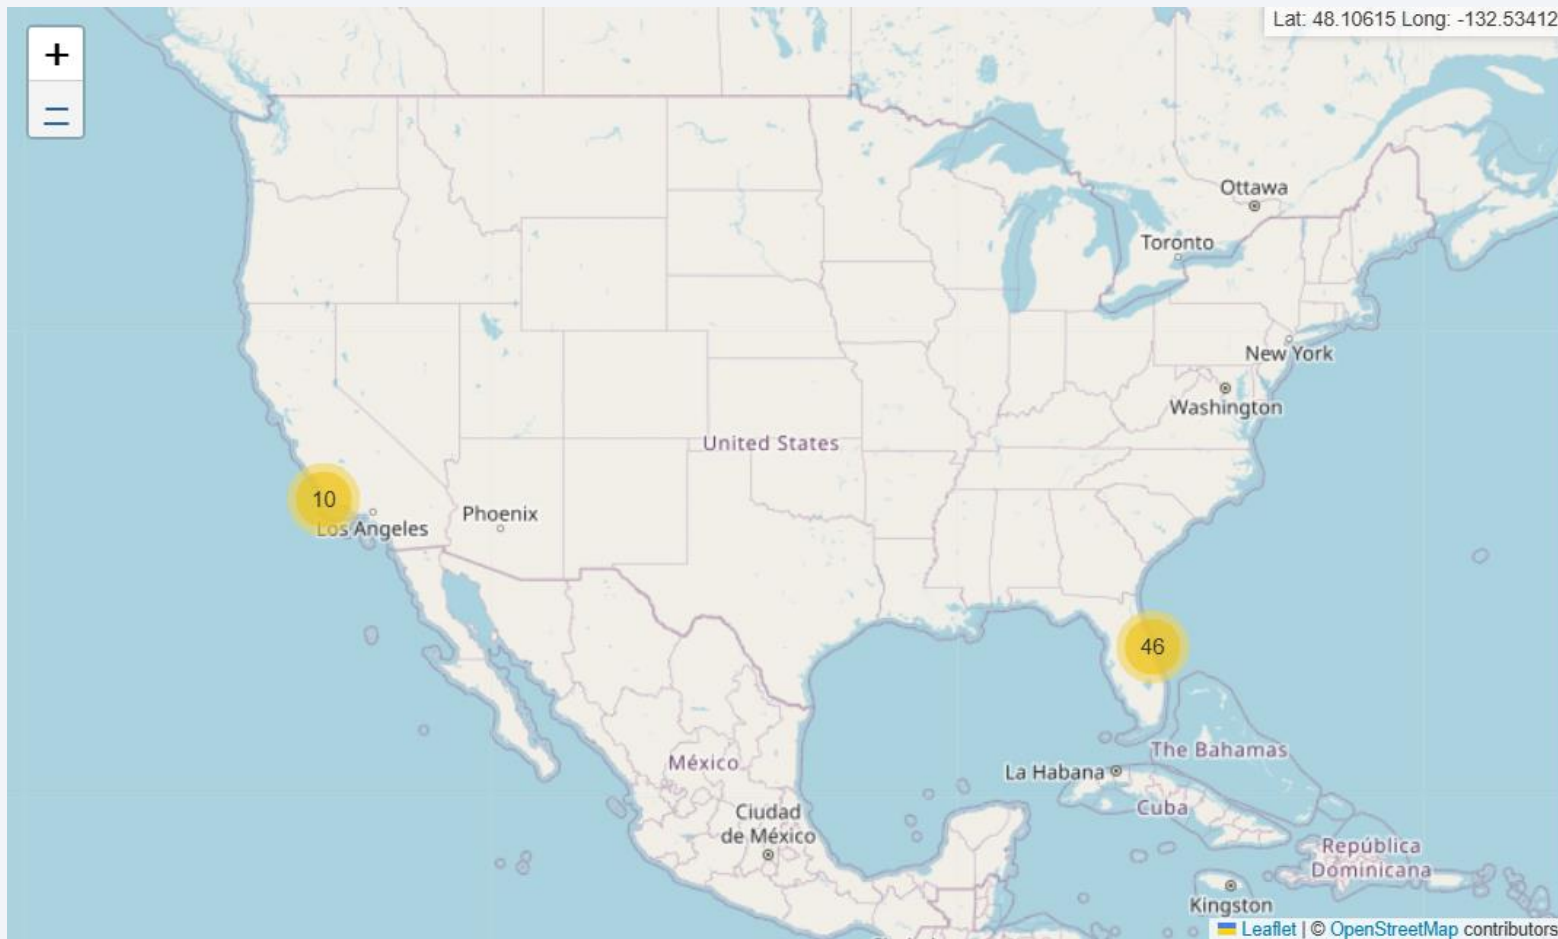 Lat: 48.10615 Long: -132.53412
+
−
Ottawa
Toronto
New York
Washington
United States
10
Los Angeles
Phoenix
46
The Bahamas
México
La Habana
Cuba
Ciudad
de México
República
Dominicana
Kingston
Leaflet | © OpenStreetMap contributors